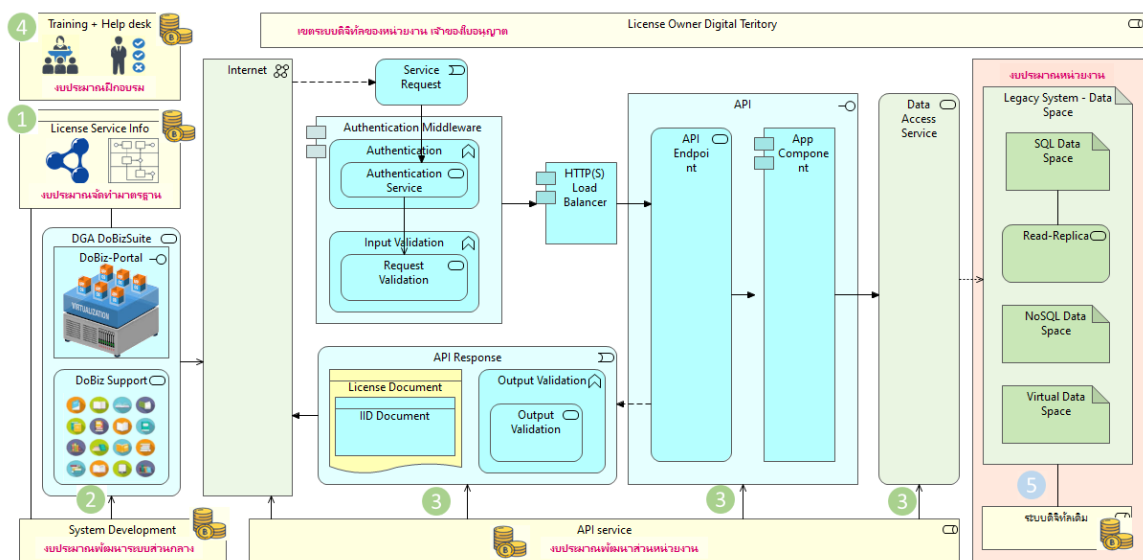 4
Training + Help desk
งบประมาณฝึกอบรม
1
License Service Info
งบประมาณจัดทำมาตรฐาน
DGA DoBizSuite
DoBiz-Portal
VIRTUALIZATION
DoBiz Support
2
System Development
งบประมาณพัฒนาระบบส่วนกลาง
License Owner Digital Teritory
เขตระบบดิจิทัลของหน่วยงาน เจ้าของใบอนุญาต
Internet
Service
Request
Authentication Middleware
Authentication
Authentication
Service
Input Validation
Request
Validation
HTTP(S)
Load
Balancer
API
API
Endpoi
nt
App
Compone
nt
Data
Access
Service
API Response
License Document
IID Document
Output Validation
Output
Validation
3
3
3
API service
งบประมาณพัฒนาส่วนหน่วยงาน
งบประมาณหน่วยงาน
Legacy System - Data
Space
SQL Data
Space
Read-Replica
NoSQL Data
Space
Virtual Data
Space
5
ระบบดิจิทัลเดิม